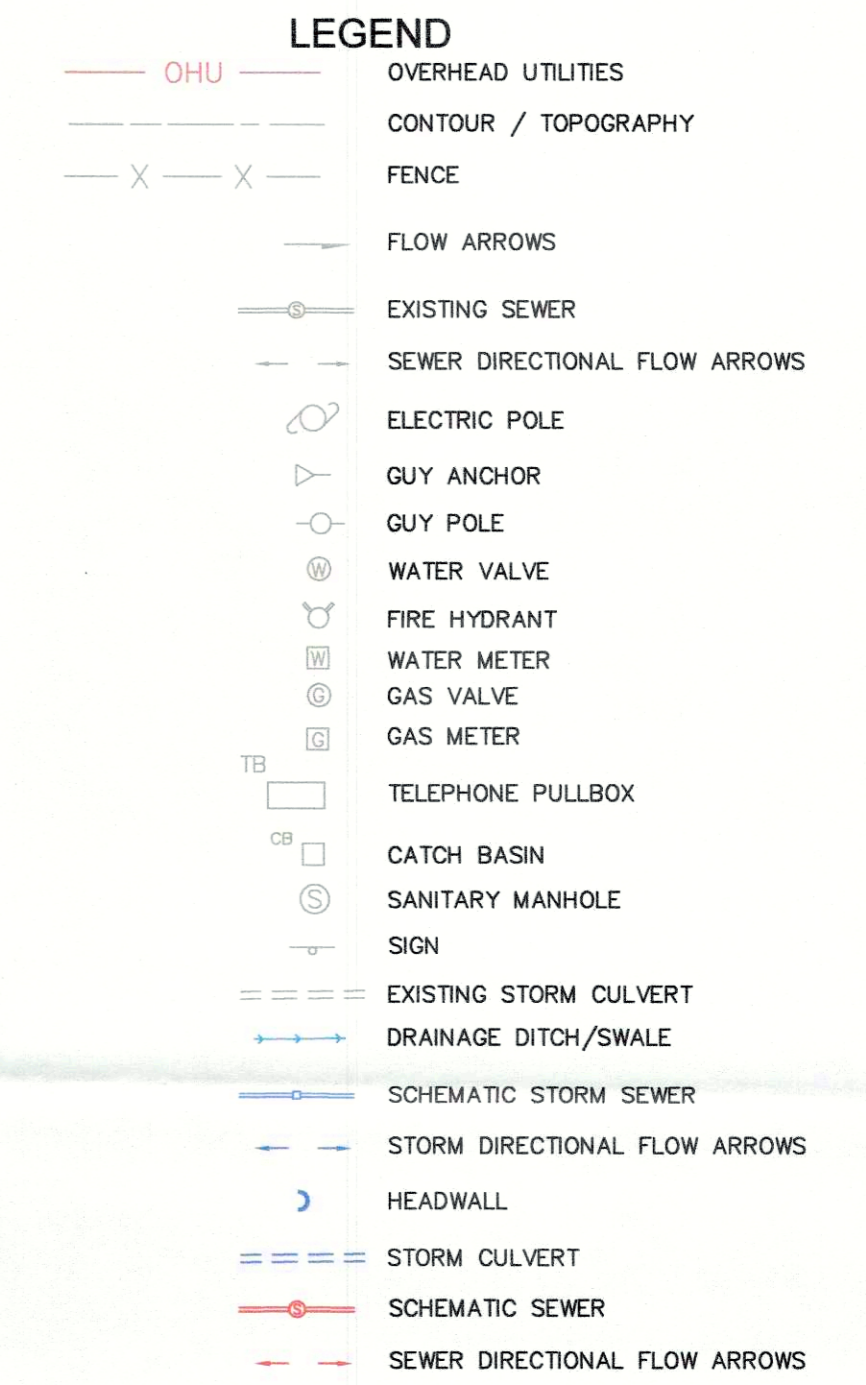 LEGEND
OHU OVERHEAD UTILITIES
CONTOUR / TOPOGRAPHY
X X FENCE
FLOW ARROWS
S EXISTING SEWER
SEWER DIRECTIONAL FLOW ARROWS
ELECTRIC POLE
GUY ANCHOR
GUY POLE
W WATER VALVE
FIRE HYDRANT
W WATER METER
G GAS VALVE
G GAS METER
TB
TELEPHONE PULLBOX
CB
CATCH BASIN
S SANITARY MANHOLE
SIGN
EXISTING STORM CULVERT
DRAINAGE DITCH/SWALE
SCHEMATIC STORM SEWER
STORM DIRECTIONAL FLOW ARROWS
HEADWALL
STORM CULVERT
S SCHEMATIC SEWER
SEWER DIRECTIONAL FLOW ARROWS